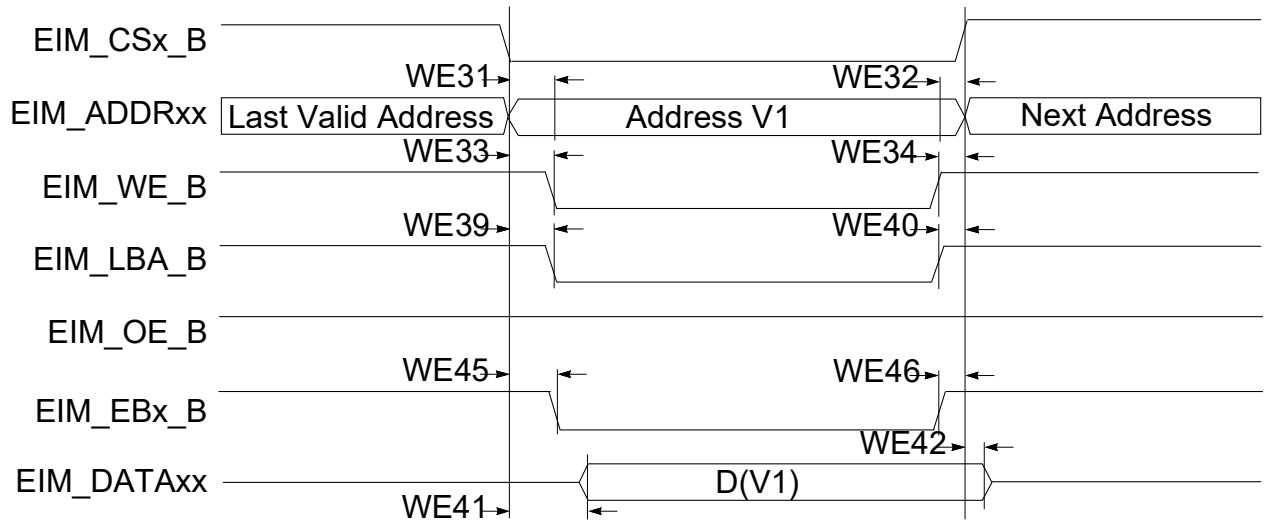 EIM_CSx_B
WE31 WE32
EIM_ADDRxx Last Valid Address Address V1 Next Address
WE33 WE34
EIM_WE_B
WE39 WE40
EIM_LBA_B
EIM_OE_B
WE45 WE46
EIM_EBx_B
WE42
EIM_DATAxx D(V1)
WE41